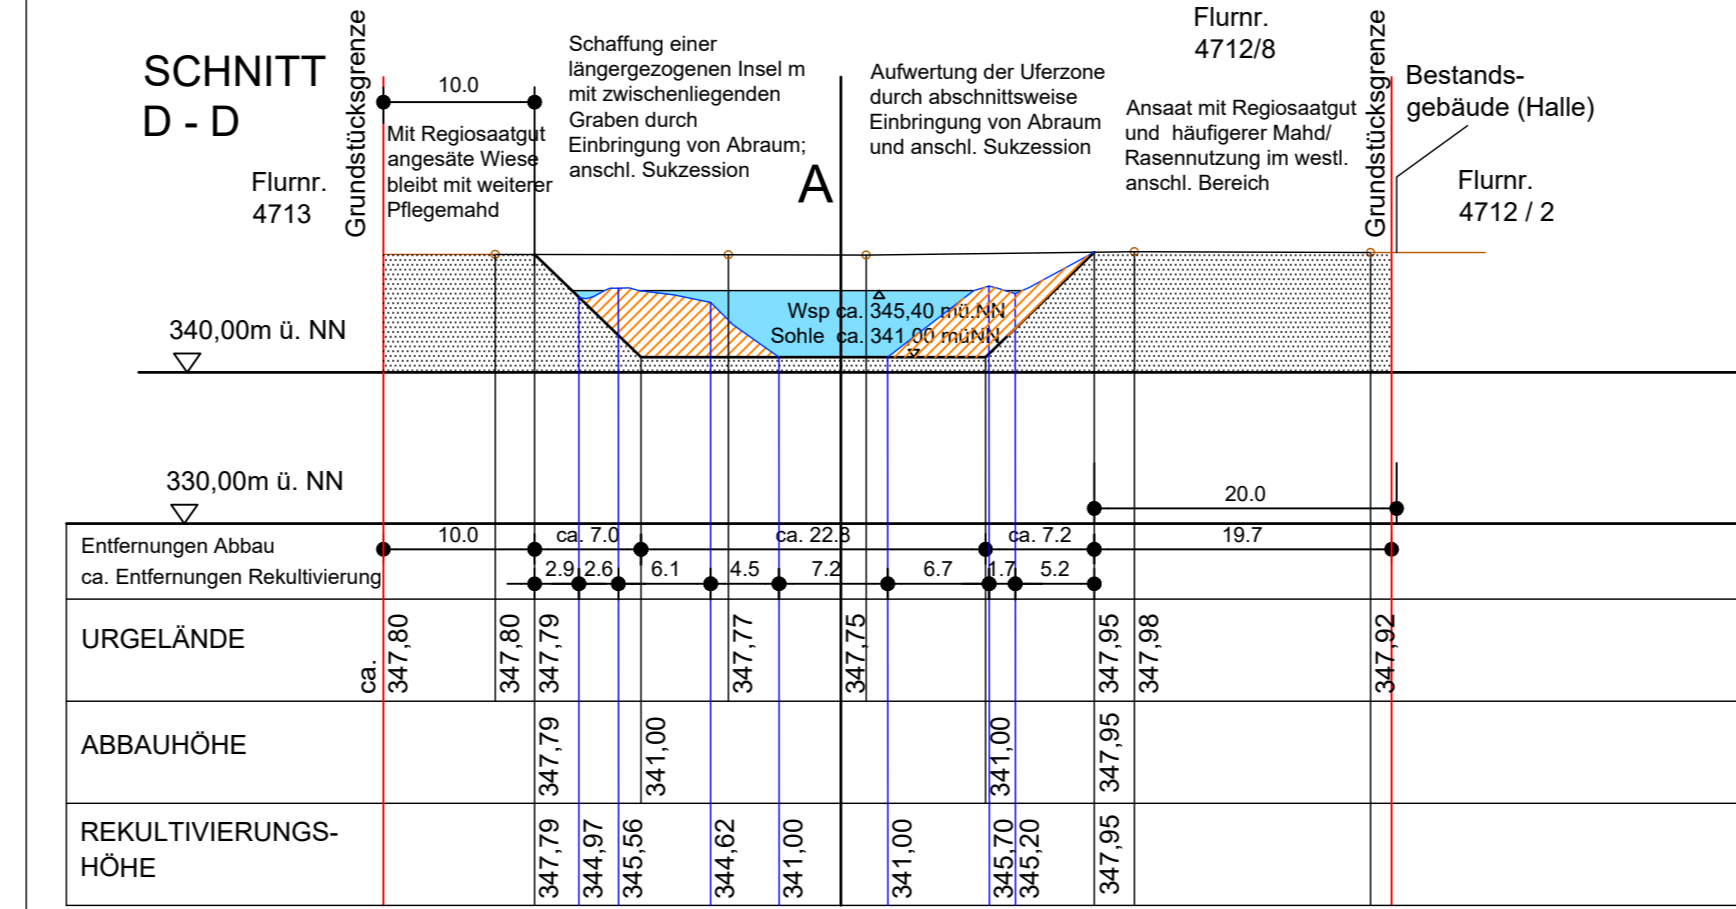 SCHNITT
D - D
Flurnr.
4713
Grundstücksgrenze
10.0
Mit Regiosaatgut
angesäte Wiese
bleibt mit weiterer
Pflegemahd
Schaffung einer
längergezogenen Insel m
mit zwischenliegenden
Graben durch
Einbringung von Abraum;
anschl. Sukzession
A
Aufwertung der Uferzone
durch abschnittsweise
Einbringung von Abraum
und anschl. Sukzession
Flurnr.
4712/8
Ansaat mit Regiosaatgut
und häufigerer Mahd/
Rasennutzung im westl.
anschl. Bereich
Grundstücksgrenze
Bestands-
gebäude (Halle)
Flurnr.
4712 / 2
Wsp ca. 345,40 mü.NN
Sohle ca. 341,00 müNN
340,00m ü. NN
330,00m ü. NN
20.0
Entfernungen Abbau
10.0 ca. 7.0 ca. 22.8 ca. 7.2 19.7
ca. Entfernungen Rekultivierung
2.9 2.6 6.1 4.5 7.2 6.7 1.7 5.2
URGELÄNDE
ca. 347,80 347,80 347,79 347,77 347,75 347,95 347,98 347,92
ABBAUHÖHE
347,79 341,00 341,00 347,95
REKULTIVIERUNGS-
HÖHE
347,79 344,97 345,56 344,62 341,00 341,00 345,70 345,20 347,95